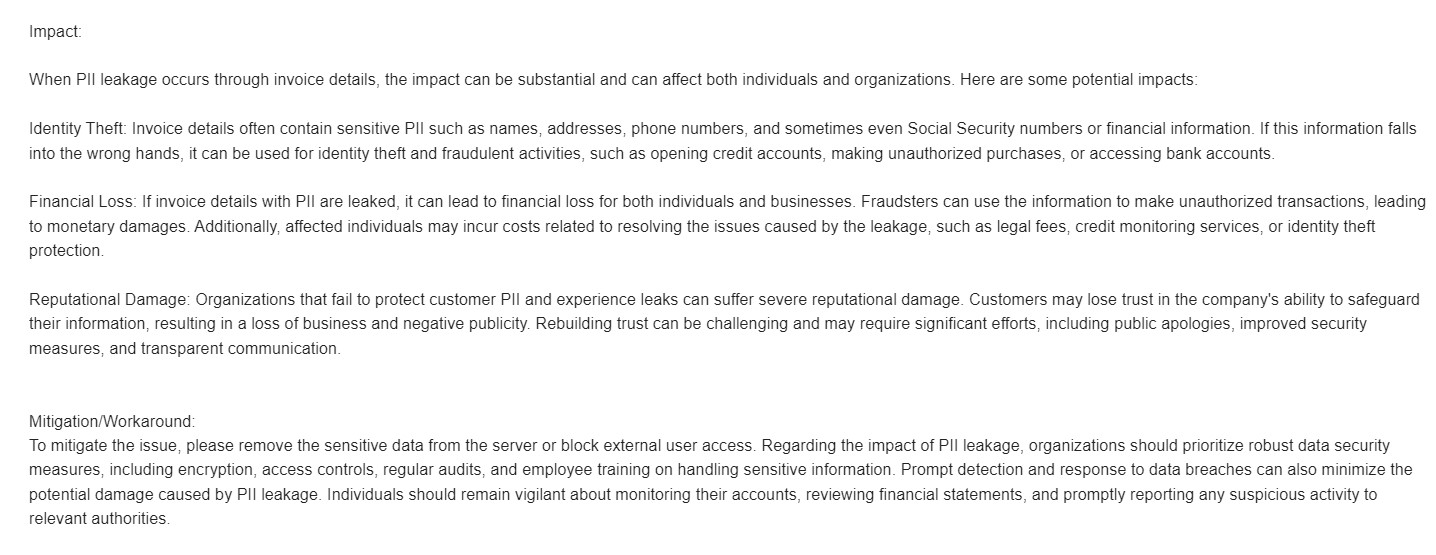 Impact:
When PII leakage occurs through invoice details, the impact can be substantial and can affect both individuals and organizations. Here are some potential impacts:
Identity Theft: Invoice details often contain sensitive PII such as names, addresses, phone numbers, and sometimes even Social Security numbers or financial information. If this information falls
into the wrong hands, it can be used for identity theft and fraudulent activities, such as opening credit accounts, making unauthorized purchases, or accessing bank accounts.
Financial Loss: If invoice details with PII are leaked, it can lead to financial loss for both individuals and businesses. Fraudsters can use the information to make unauthorized transactions, leading
to monetary damages. Additionally, affected individuals may incur costs related to resolving the issues caused by the leakage, such as legal fees, credit monitoring services, or identity theft
protection.
Reputational Damage: Organizations that fail to protect customer PII and experience leaks can suffer severe reputational damage. Customers may lose trust in the company's ability to safeguard
their information, resulting in a loss of business and negative publicity. Rebuilding trust can be challenging and may require significant efforts, including public apologies, improved security
measures, and transparent communication.
Mitigation/Workaround:
To mitigate the issue, please remove the sensitive data from the server or block external user access. Regarding the impact of PII leakage, organizations should prioritize robust data security
measures, including encryption, access controls, regular audits, and employee training on handling sensitive information. Prompt detection and response to data breaches can also minimize the
potential damage caused by PII leakage. Individuals should remain vigilant about monitoring their accounts, reviewing financial statements, and promptly reporting any suspicious activity to
relevant authorities.